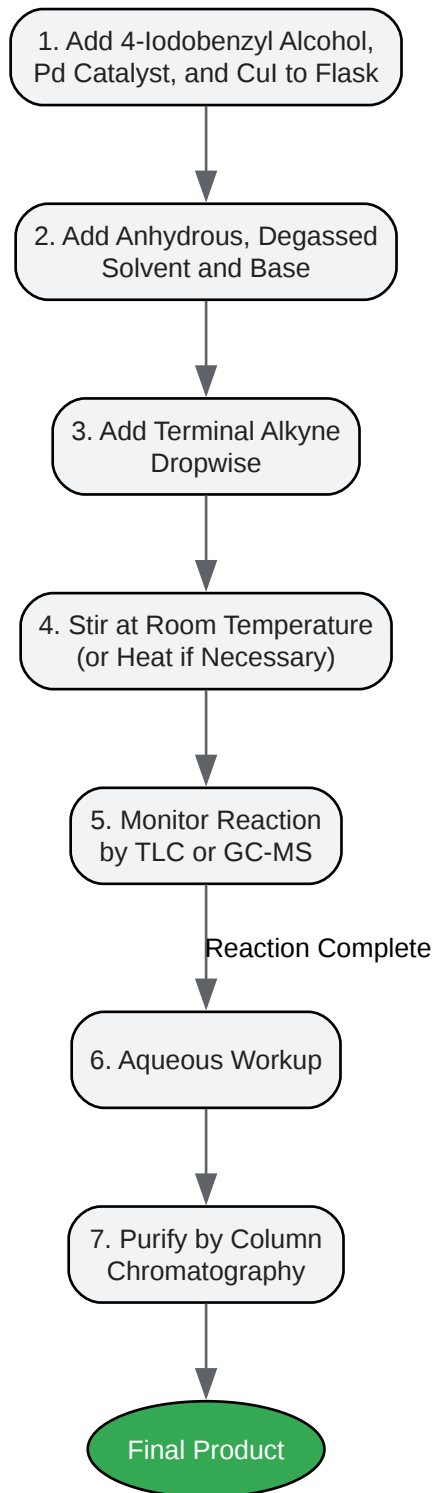 1. Add 4-Iodobenzyl Alcohol,
Pd Catalyst, and CuI to Flask
2. Add Anhydrous, Degassed
Solvent and Base
3. Add Terminal Alkyne
Dropwise
4. Stir at Room Temperature
(or Heat if Necessary)
5. Monitor Reaction
by TLC or GC-MS
Reaction Complete
6. Aqueous Workup
7. Purify by Column
Chromatography
Final Product